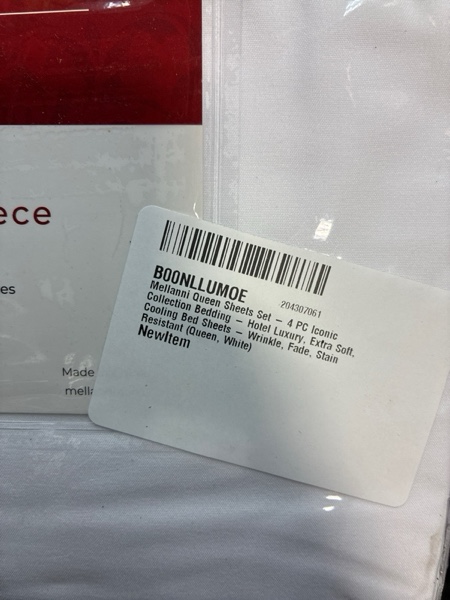 ece
es
Made
mella
B00NLLUMOE
204307061
Mellanni Queen Sheets Set - 4 PC Iconic
Collection Bedding - Hotel Luxury, Extra Soft,
Cooling Bed Sheets - Wrinkle, Fade, Stain
Resistant (Queen, White)
NewItem